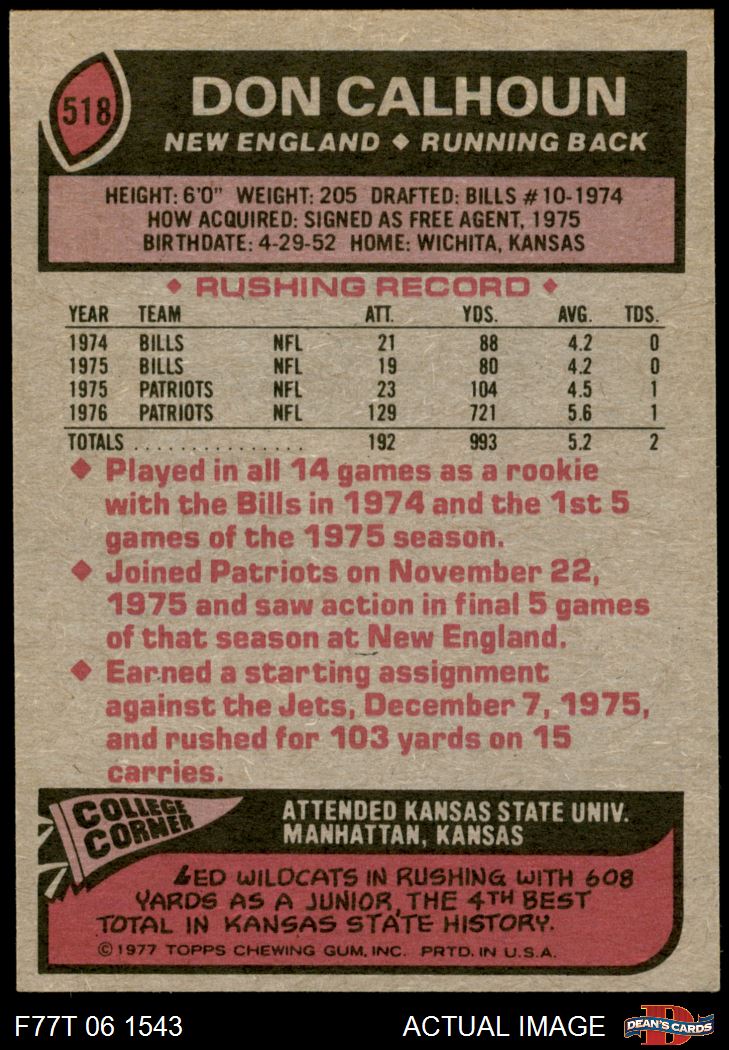 518
DON CALHOUN
NEW ENGLAND ◆ RUNNING BACK
HEIGHT: 6'0" WEIGHT: 205 DRAFTED: BILLS #10-1974
HOW ACQUIRED: SIGNED AS FREE AGENT, 1975
BIRTHDATE: 4-29-52 HOME: WICHITA, KANSAS
◆ RUSHING RECORD ◆
YEAR TEAM ATT. YDS. AVG. TDS.
1974 BILLS NFL 21 88 4.2 0
1975 BILLS NFL 19 80 4.2 0
1975 PATRIOTS NFL 23 104 4.5 1
1976 PATRIOTS NFL 129 721 5.6 1
TOTALS ................ 192 993 5.2 2
◆ Played in all 14 games as a rookie
with the Bills in 1974 and the 1st 5
games of the 1975 season.
◆ Joined Patriots on November 22,
1975 and saw action in final 5 games
of that season at New England.
◆ Earned a starting assignment
against the Jets, December 7, 1975,
and rushed for 103 yards on 15
carries.
COLLEGE
CORNER
ATTENDED KANSAS STATE UNIV.
MANHATTAN, KANSAS
LED WILDCATS IN RUSHING WITH 608
YARDS AS A JUNIOR, THE 4TH BEST
TOTAL IN KANSAS STATE HISTORY.
© 1977 TOPPS CHEWING GUM, INC. PRTD. IN U.S.A.
F77T 06 1543 ACTUAL IMAGE
D
DEAN'S CARDS